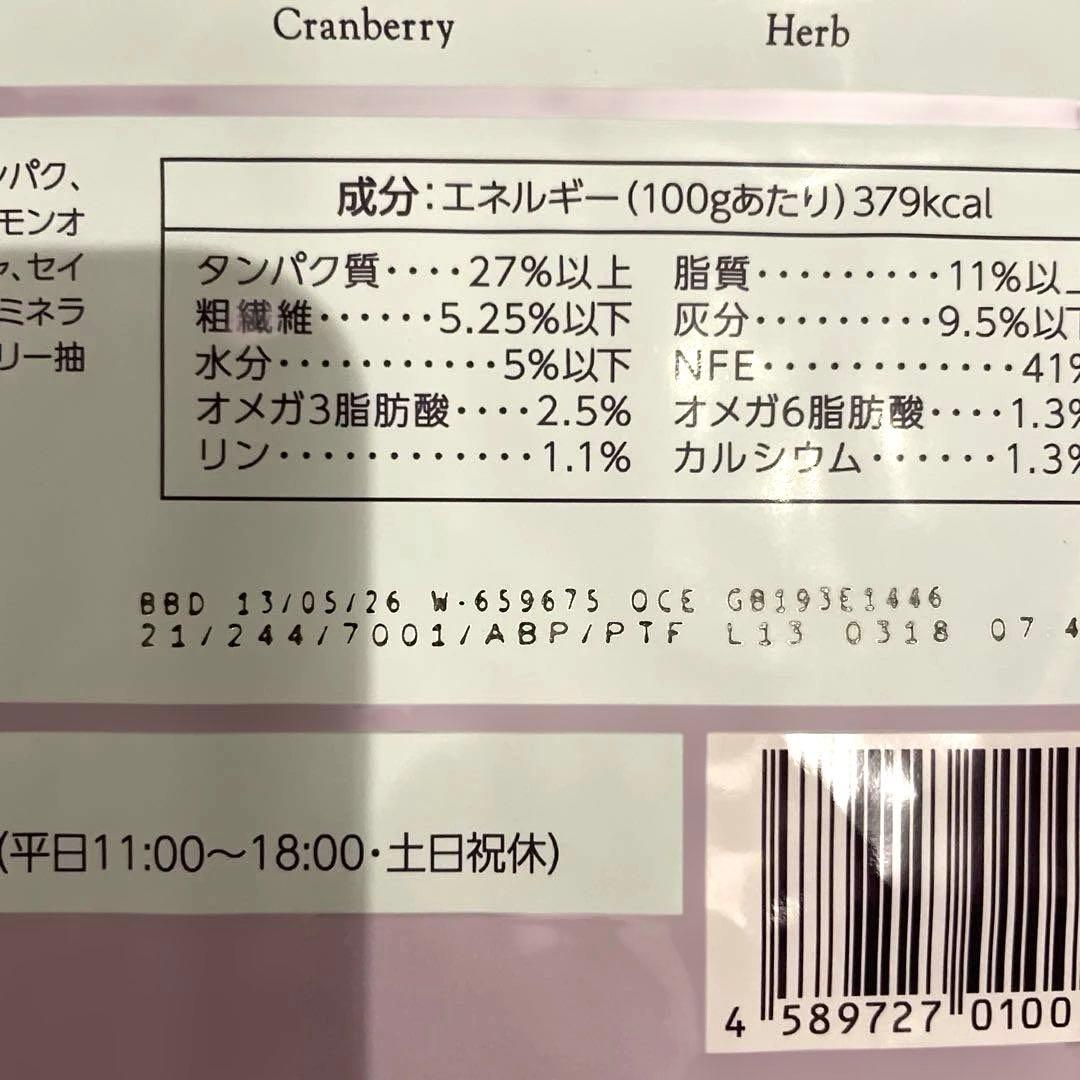 Cranberry Herb
ンパク、
モンオ
ャ、セイ
ミネラ
リー抽
成分:エネルギー(100gあたり)379kcal
タンパク質････27%以上 脂質･････････11%以上
粗繊維･･････5.25%以下 灰分･････････9.5%以下
水分･･･････････5%以下 NFE････････････41%
オメガ3脂肪酸････2.5% オメガ6脂肪酸････1.3%
リン････････････1.1% カルシウム･･････1.3%
BBD 13/05/26 W-659675 OCE GB193E1446
21/244/7001/ABP/PTF L13 0318 07 4
(平日11:00〜18:00･土日祝休)
4 589727 0100